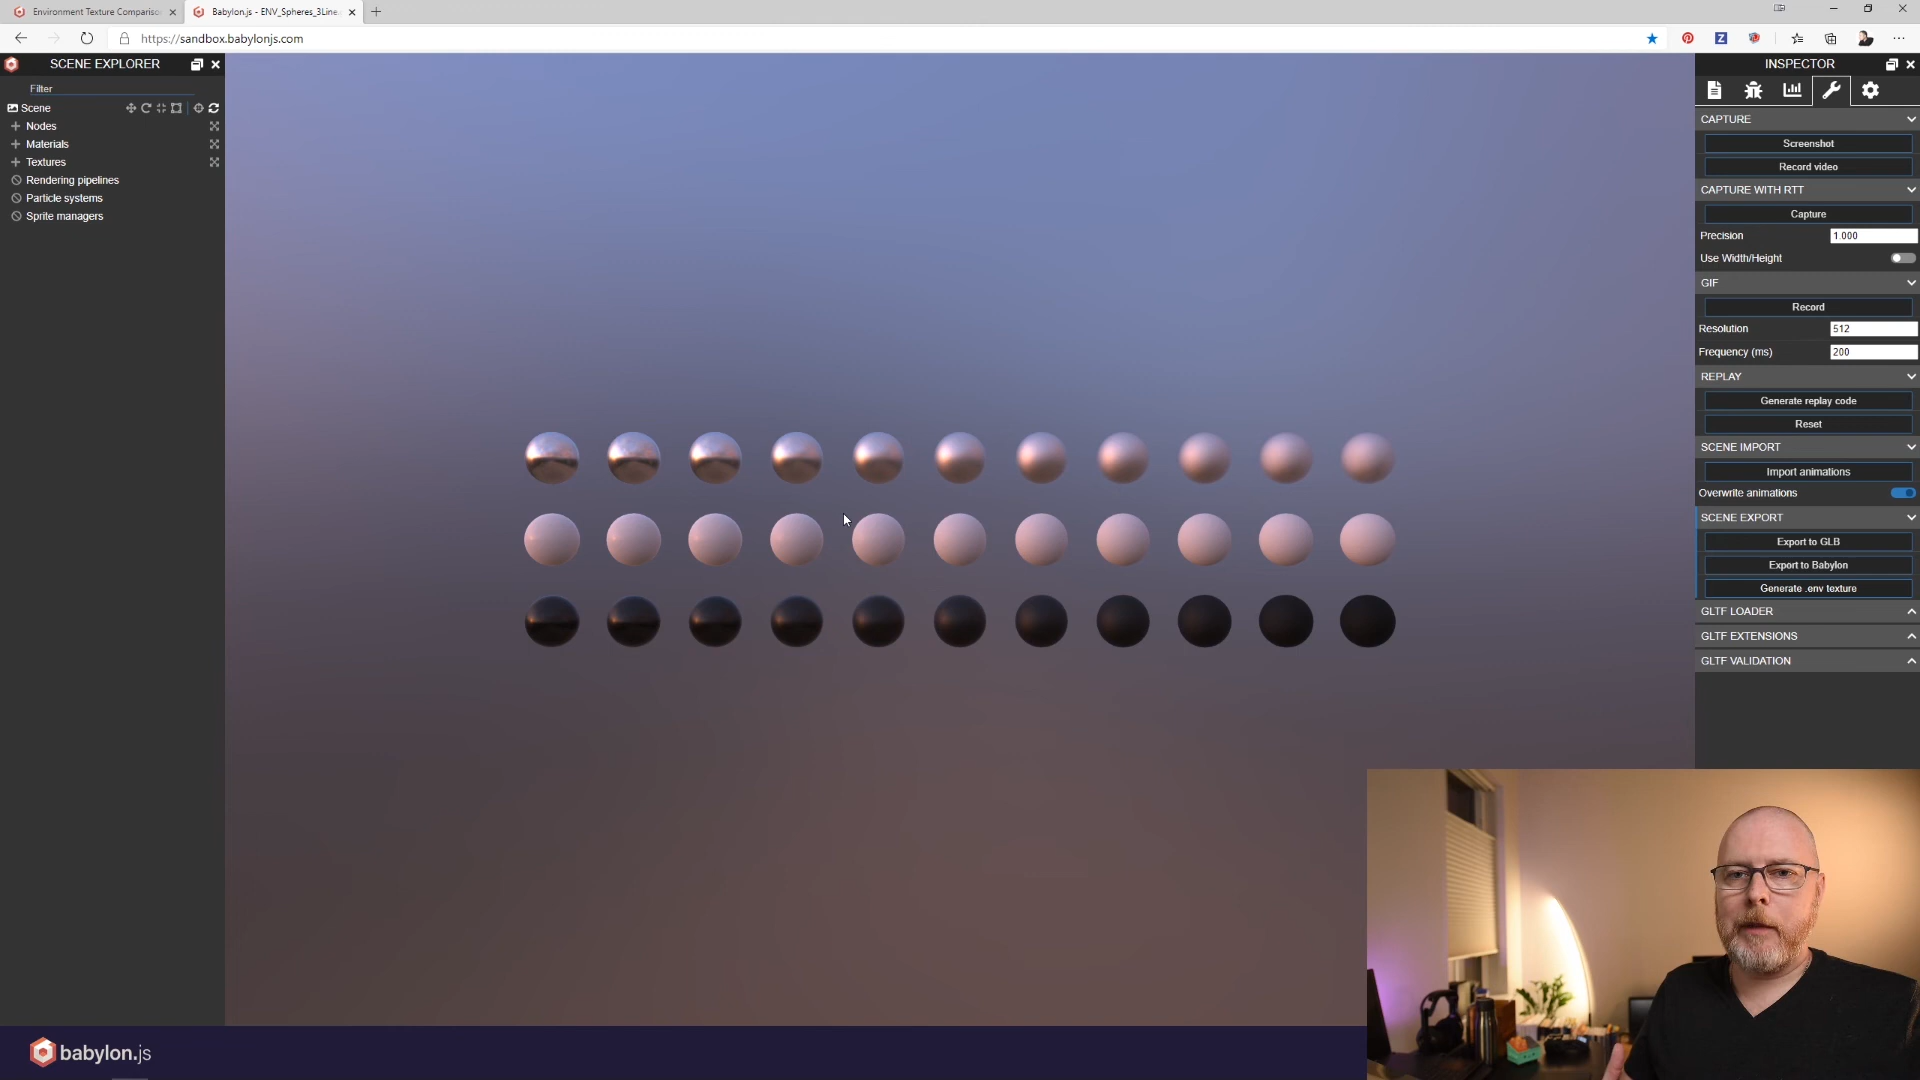 Environment Texture Compariso
Babylon.js - ENV_Spheres_3Line.
https://sandbox.babylonjs.com
SCENE EXPLORER
Filter
Scene
Nodes
Materials
Textures
Rendering pipelines
Particle systems
Sprite managers
INSPECTOR
CAPTURE
Screenshot
Record video
CAPTURE WITH RTT
Capture
Precision 1.000
Use Width/Height
GIF
Record
Resolution 512
Frequency (ms) 200
REPLAY
Generate replay code
Reset
SCENE IMPORT
Import animations
Overwrite animations
SCENE EXPORT
Export to GLB
Export to Babylon
Generate .env texture
GLTF LOADER
GLTF EXTENSIONS
GLTF VALIDATION
babylon.js